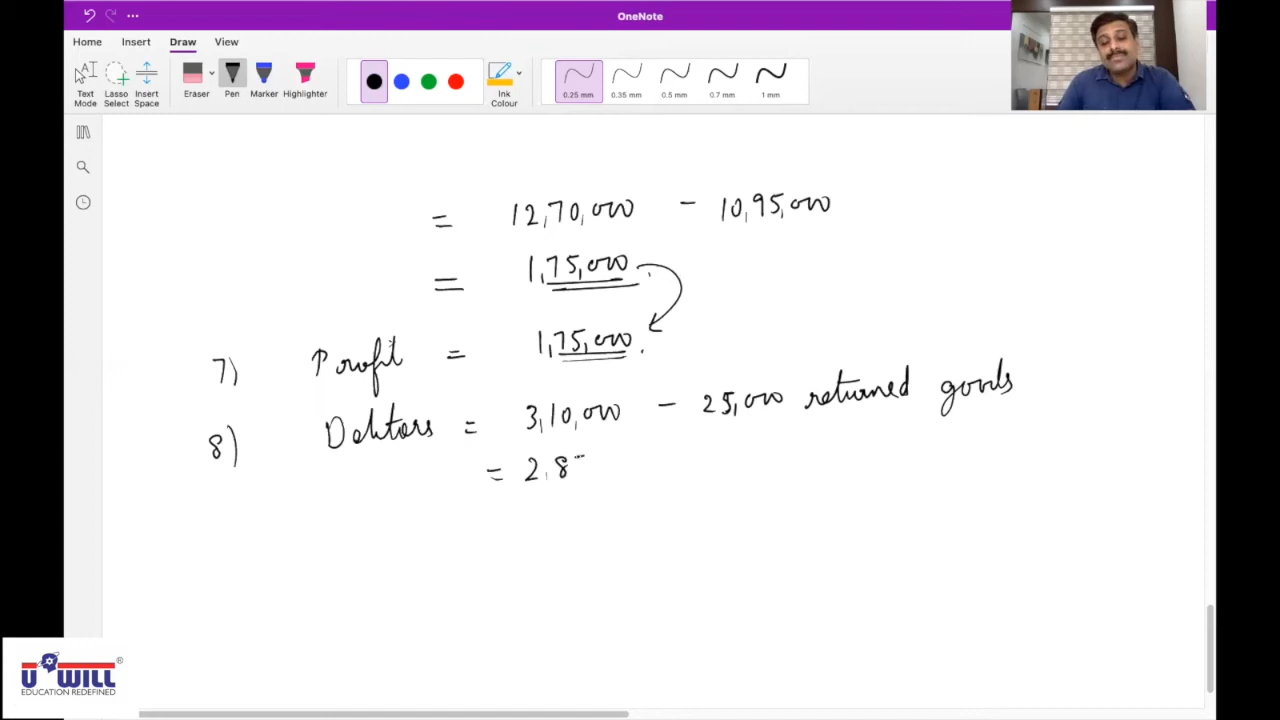 OneNote
Home Insert Draw View
Text Mode Lasso Select Insert Space Eraser Pen Marker Highlighter Ink Colour 0.25 mm 0.35 mm 0.5 mm 0.7 mm 1 mm
= 12,70,000 - 10,95,000
= 1,75,000
7) Profit = 1,75,000.
8) Debtors = 3,10,000 - 25,000 returned goods
= 2,8
U WILL
EDUCATION REDEFINED